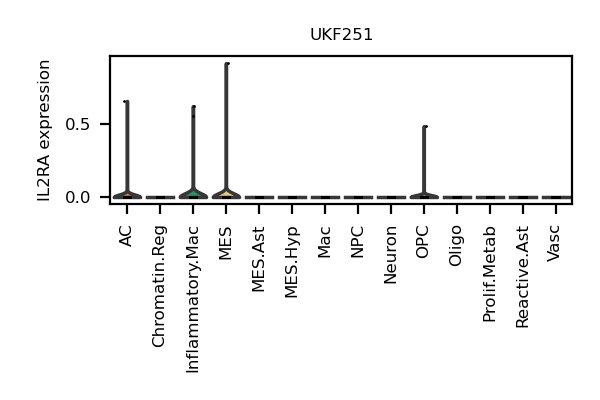 UKF251
IL2RA expression
0.5
0.0
AC
Chromatin.Reg
Inflammatory.Mac
MES
MES.Ast
MES.Hyp
Mac
NPC
Neuron
OPC
Oligo
Prolif.Metab
Reactive.Ast
Vasc